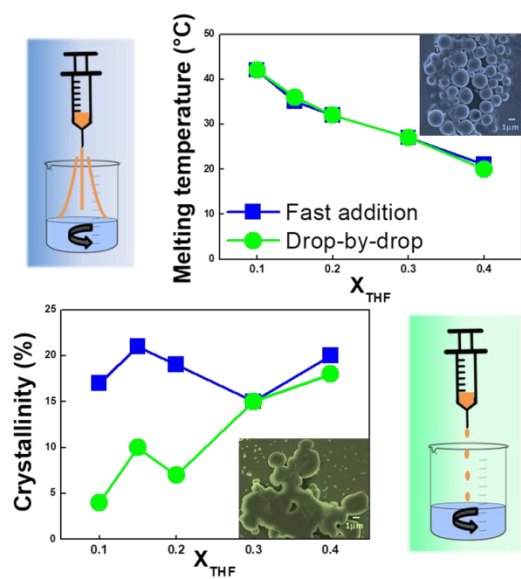 Melting temperature (°C)
50
40
30
20
10
0
1µm
Fast addition
Drop-by-drop
0.1
0.2
0.3
0.4
X_THF
Crystallinity (%)
25
20
15
10
5
0
1µm
0.1
0.2
0.3
0.4
X_THF